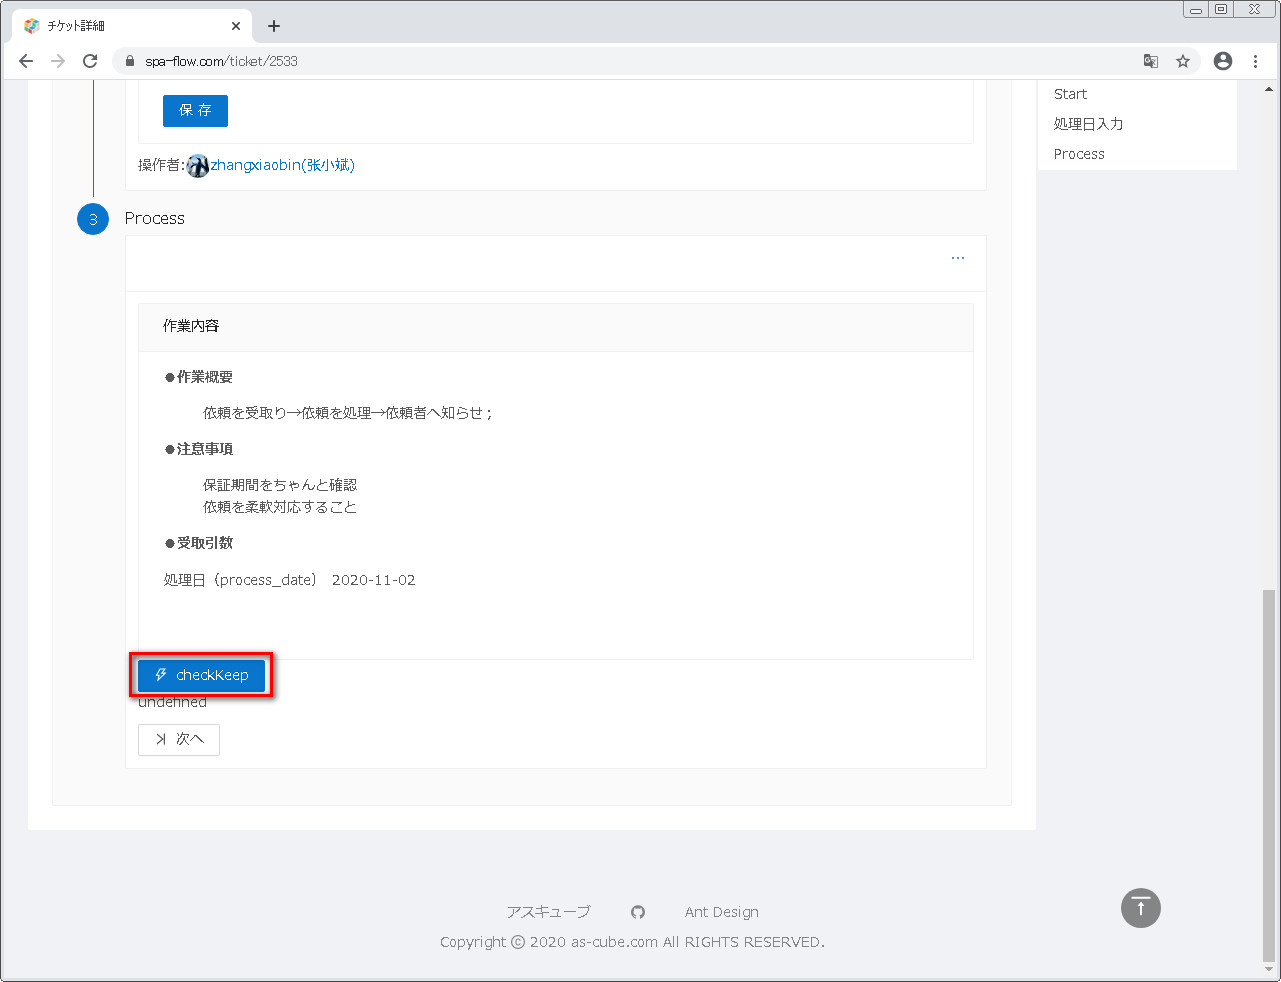 チケット詳細
spa-flow.com/ticket/2533
保 存
操作者:zhangxiaobin(张小斌)
Start
処理日入力
Process
3
Process
...
作業内容
●作業概要
依頼を受取り→依頼を処理→依頼者へ知らせ；
●注意事項
保証期間をちゃんと確認
依頼を柔軟対応すること
●受取引数
処理日（process_date） 2020-11-02
checkKeep
undefined
次へ
アスキューブ
Ant Design
Copyright © 2020 as-cube.com All RIGHTS RESERVED.